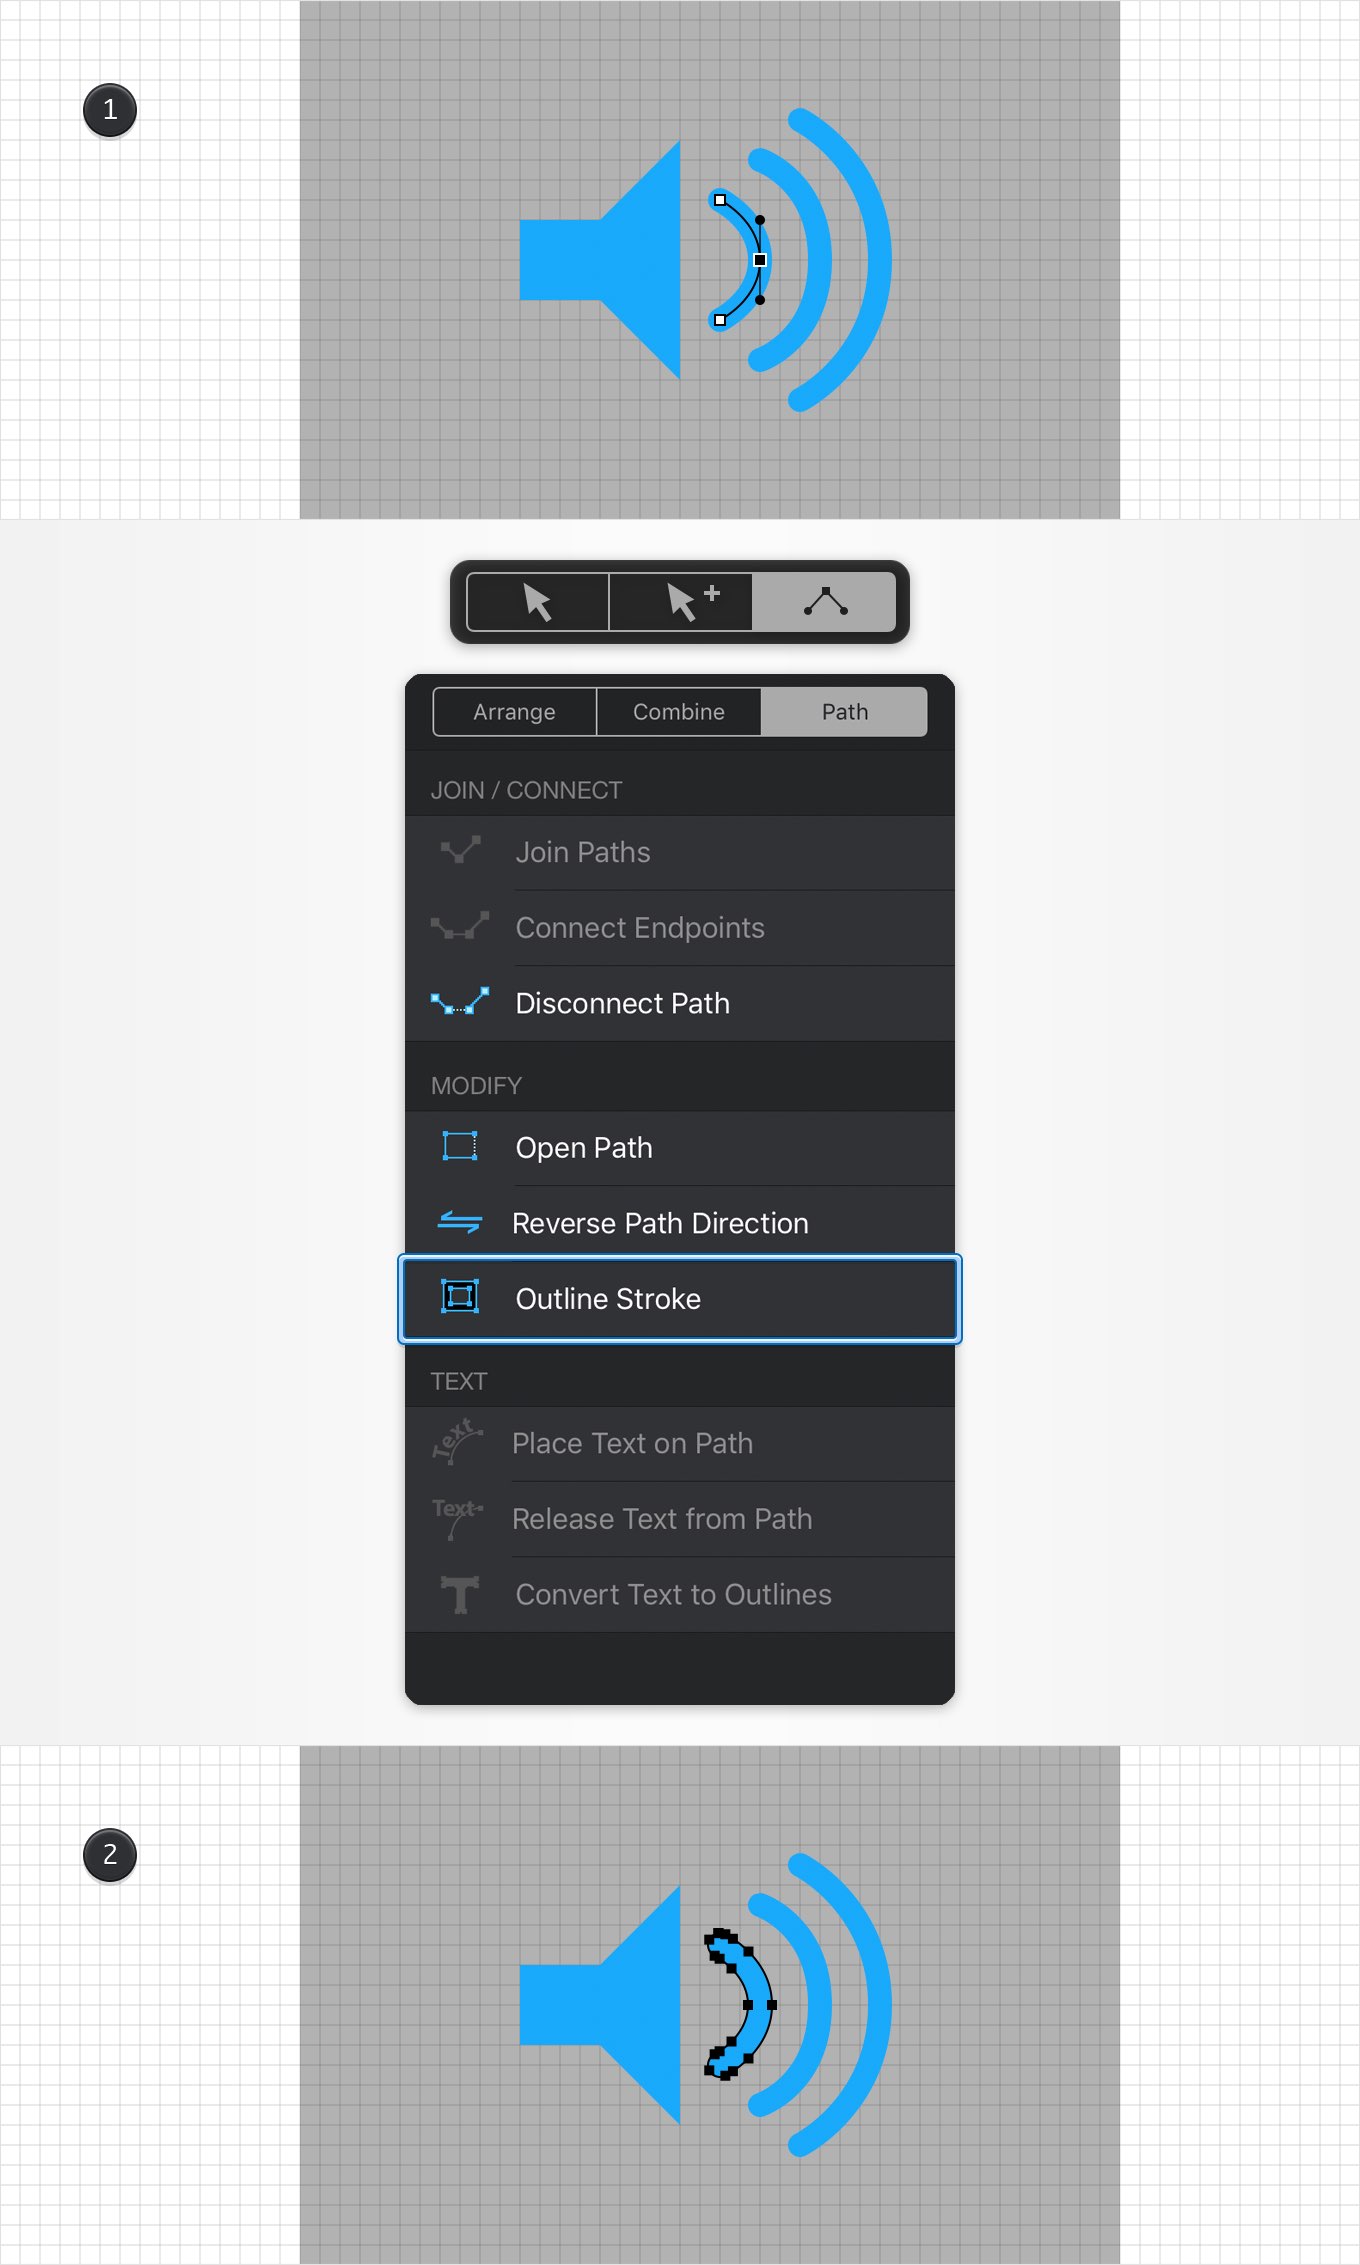 1
Arrange Combine Path
JOIN / CONNECT
Join Paths
Connect Endpoints
Disconnect Path
MODIFY
Open Path
Reverse Path Direction
Outline Stroke
TEXT
Text Place Text on Path
Text Release Text from Path
T Convert Text to Outlines
2